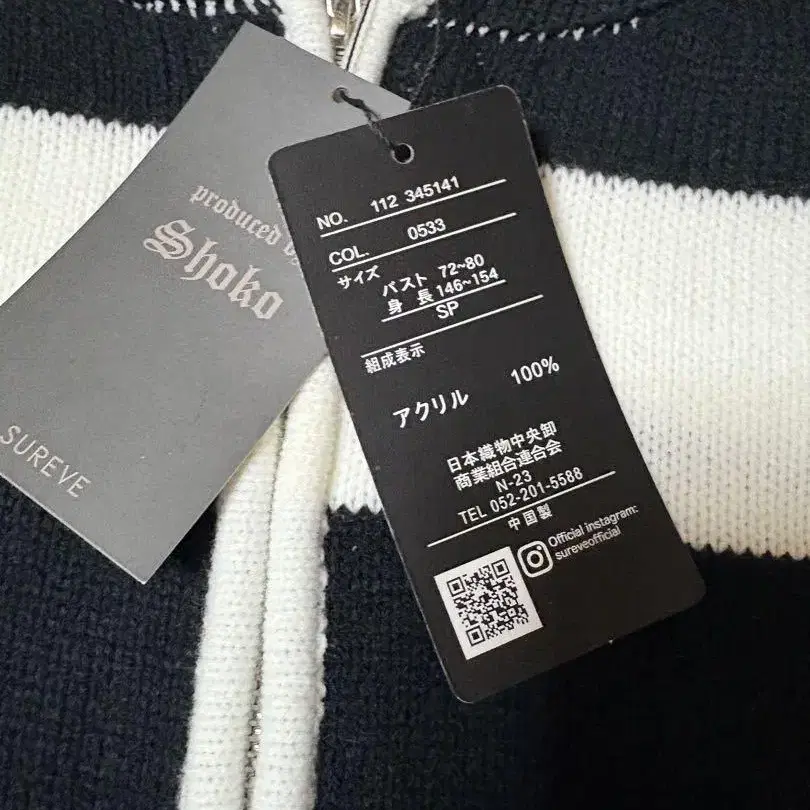 produced by
Shoko
SUREVE
NO. 112 345141
COL. 0533
サイズ
バスト 72~80
身 長 146~154
SP
組成表示
アクリル 100%
日本織物中央卸
商業組合連合会
N-23
TEL 052-201-5588
中国製
Official instagram:
sureveofficial